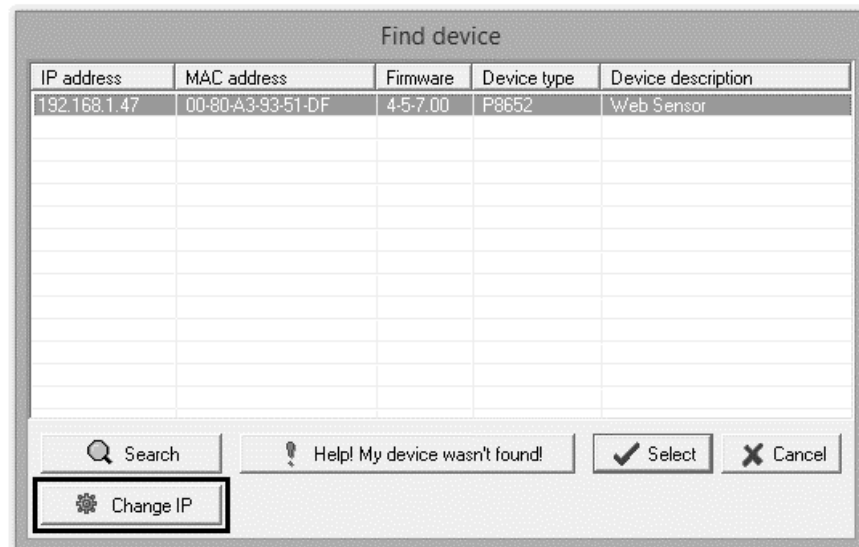 Find device
IP address MAC address Firmware Device type Device description
192.168.1.47 00-80-A3-93-51-DF 4-5-7.00 P8652 Web Sensor
Search Help! My device wasn't found! Select Cancel
Change IP